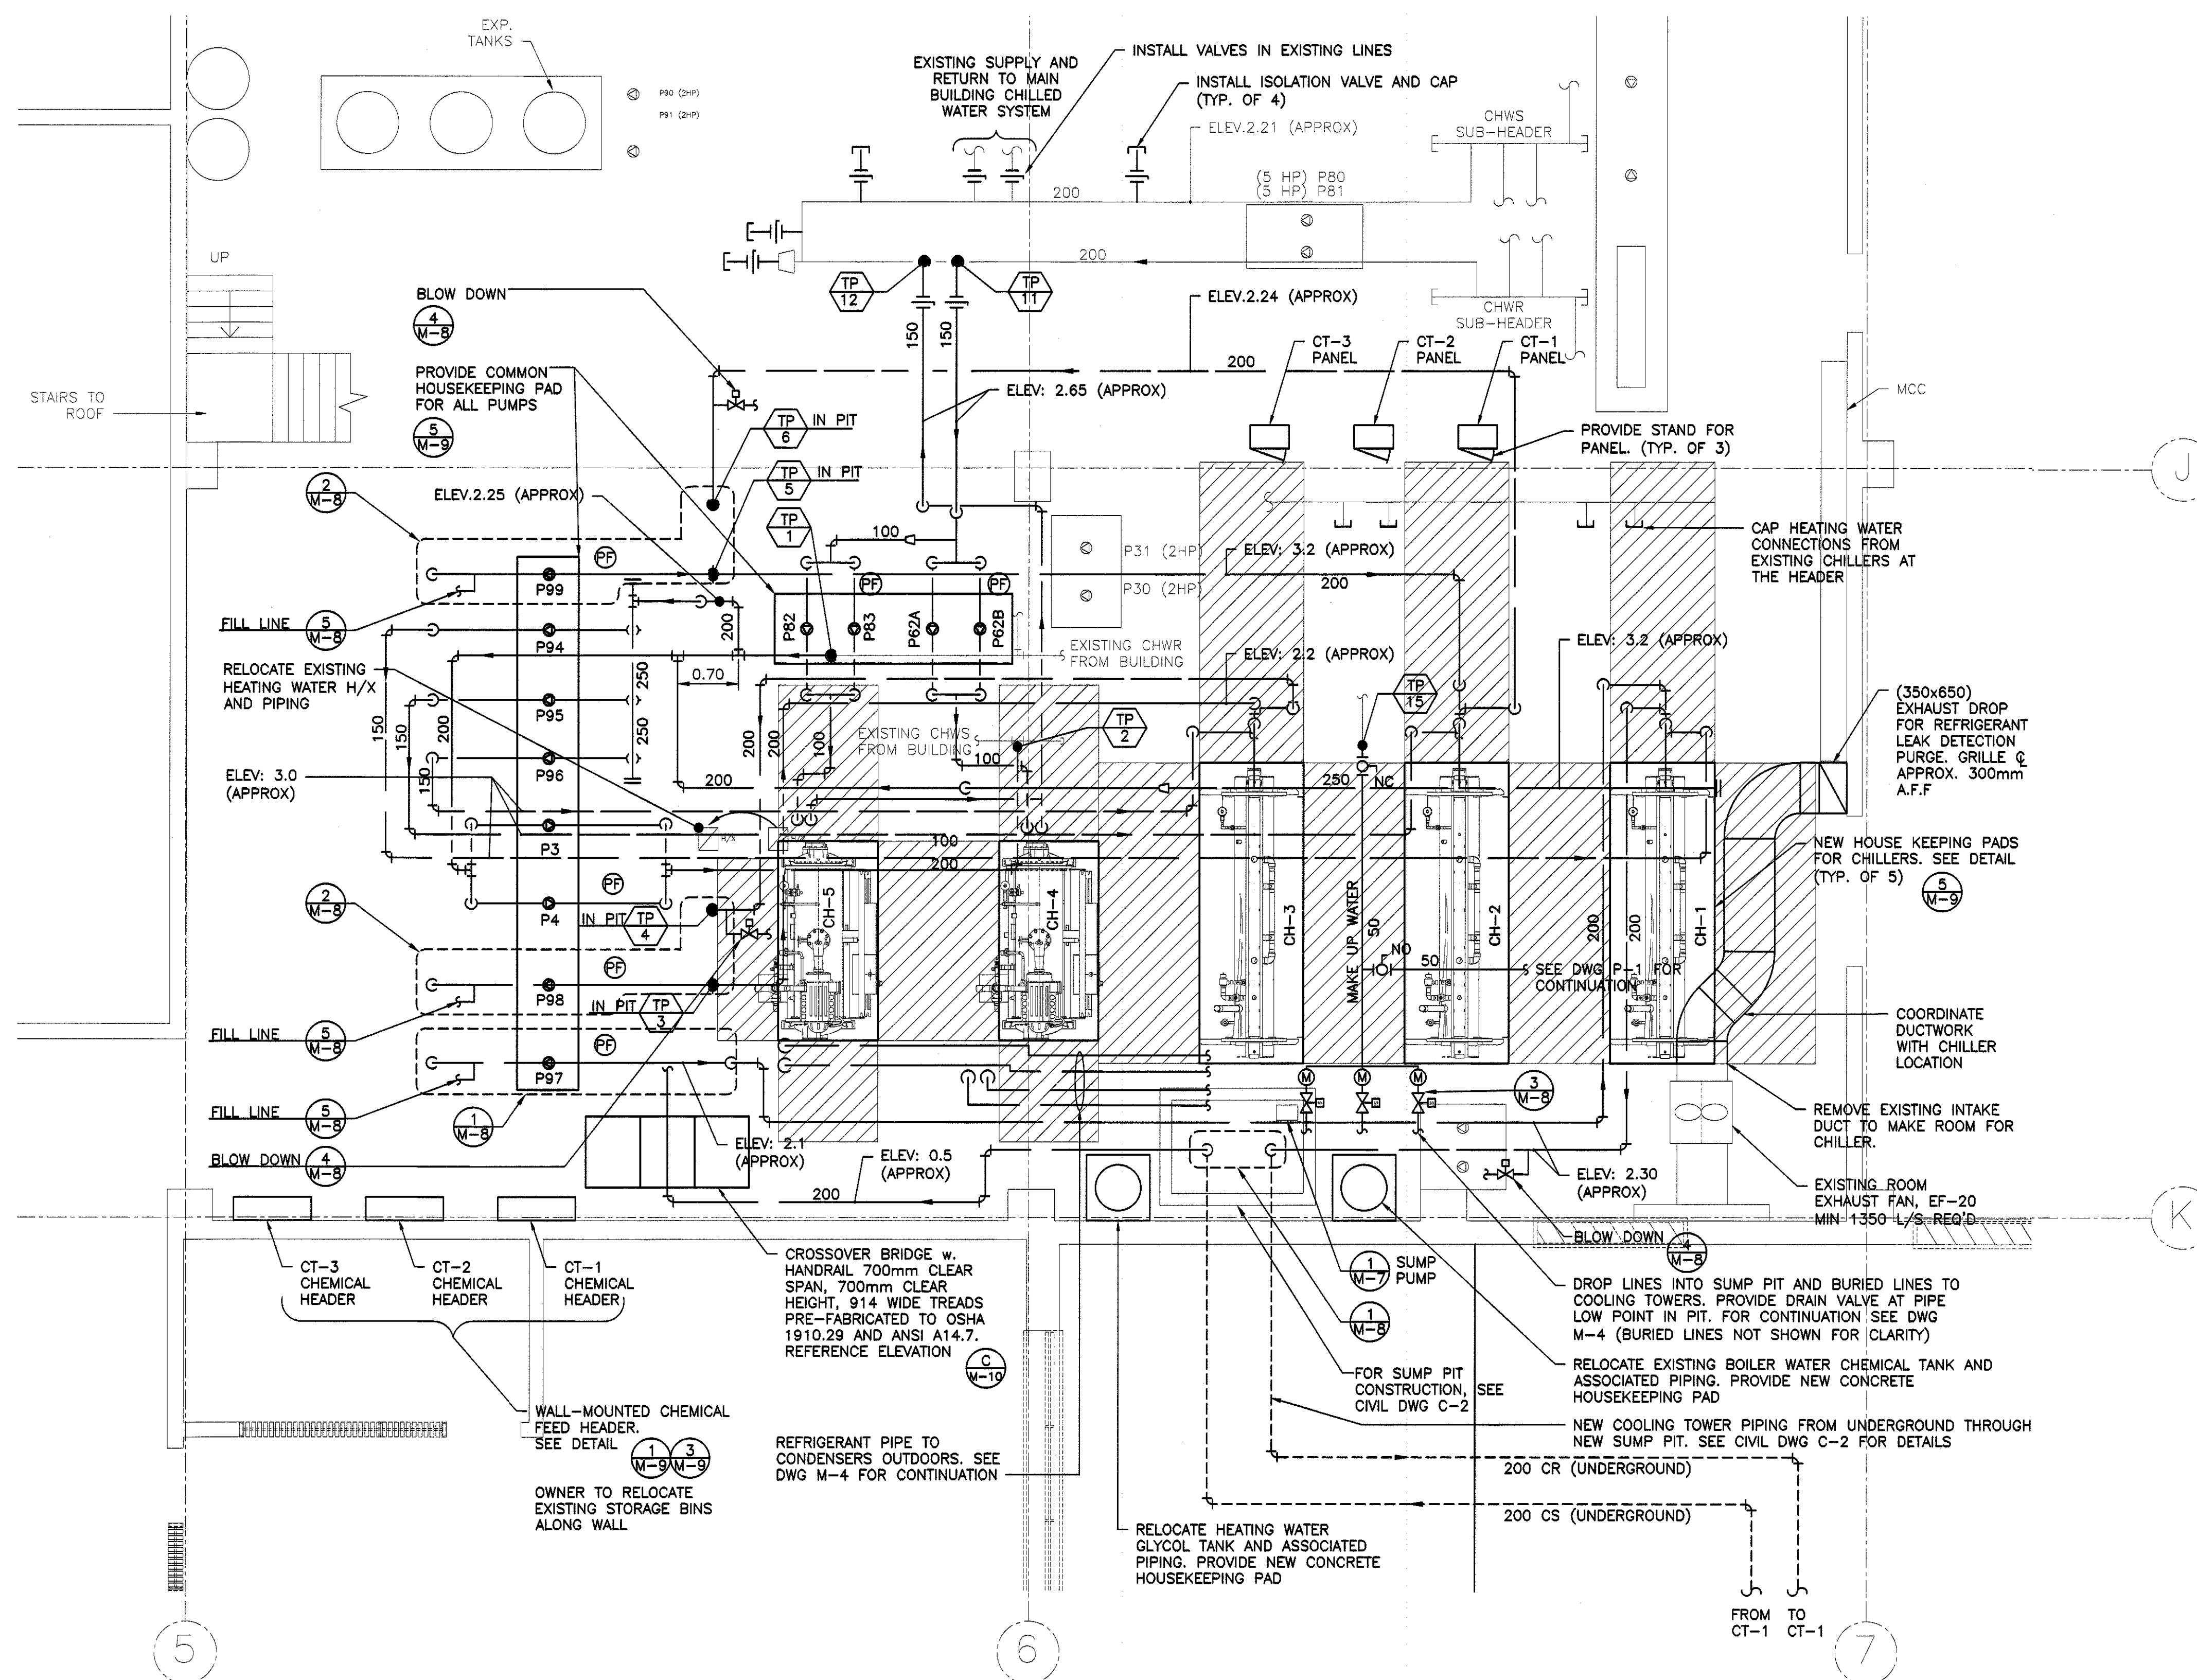 EXP.
TANKS
P90 (2HP)
P91 (2HP)
EXISTING SUPPLY AND
RETURN TO MAIN
BUILDING CHILLED
WATER SYSTEM
INSTALL VALVES IN EXISTING LINES
INSTALL ISOLATION VALVE AND CAP
(TYP. OF 4)
ELEV.2.21 (APPROX)
CHWS
SUB-HEADER
(5 HP) P80
(5 HP) P81
200
200
CHWR
SUB-HEADER
UP
STAIRS TO
ROOF
BLOW DOWN
4
M-8
PROVIDE COMMON
HOUSEKEEPING PAD
FOR ALL PUMPS
5
M-9
TP
12
TP
11
150
150
ELEV.2.24 (APPROX)
200
ELEV: 2.65 (APPROX)
CT-3
PANEL
CT-2
PANEL
CT-1
PANEL
MCC
PROVIDE STAND FOR
PANEL. (TYP. OF 3)
J
TP
6
IN PIT
TP
5
IN PIT
TP
1
2
M-8
ELEV.2.25 (APPROX)
100
CAP HEATING WATER
CONNECTIONS FROM
EXISTING CHILLERS AT
THE HEADER
P31 (2HP)
P30 (2HP)
ELEV: 3.2 (APPROX)
200
PF
PF
PF
P99
FILL LINE
5
M-8
P94
200
P82
P83
P62A
P62B
EXISTING CHWR
FROM BUILDING
ELEV: 2.2 (APPROX)
ELEV: 3.2 (APPROX)
RELOCATE EXISTING
HEATING WATER H/X
AND PIPING
0.70
250
250
P95
P96
150
150
200
150
200
200
100
EXISTING CHWS
FROM BUILDING
100
TP
2
TP
15
(350x650)
EXHAUST DROP
FOR REFRIGERANT
LEAK DETECTION
PURGE. GRILLE ℄
APPROX. 300mm
A.F.F
ELEV: 3.0
(APPROX)
200
250
NC
P3
H/X
100
200
NEW HOUSE KEEPING PADS
FOR CHILLERS. SEE DETAIL
(TYP. OF 5)
5
M-9
2
M-8
PF
P4
IN PIT
TP
4
CH-5
CH-4
CH-3
MAKE UP WATER
50
NO
50
CH-2
200
200
CH-1
SEE DWG P-1 FOR
CONTINUATION
PF
P98
IN PIT
TP
3
FILL LINE
5
M-8
PF
P97
COORDINATE
DUCTWORK
WITH CHILLER
LOCATION
M
M
M
3
M-8
FILL LINE
5
M-8
1
M-8
REMOVE EXISTING INTAKE
DUCT TO MAKE ROOM FOR
CHILLER.
BLOW DOWN
4
M-8
ELEV: 2.1
(APPROX)
ELEV: 0.5
(APPROX)
200
ELEV: 2.30
(APPROX)
EXISTING ROOM
EXHAUST FAN, EF-20
MIN 1350 L/S REQ'D
K
BLOW DOWN
4
M-8
CT-3
CHEMICAL
HEADER
CT-2
CHEMICAL
HEADER
CT-1
CHEMICAL
HEADER
CROSSOVER BRIDGE w.
HANDRAIL 700mm CLEAR
SPAN, 700mm CLEAR
HEIGHT, 914 WIDE TREADS
PRE-FABRICATED TO OSHA
1910.29 AND ANSI A14.7.
REFERENCE ELEVATION
C
M-10
1
M-7
SUMP
PUMP
1
M-8
DROP LINES INTO SUMP PIT AND BURIED LINES TO
COOLING TOWERS. PROVIDE DRAIN VALVE AT PIPE
LOW POINT IN PIT. FOR CONTINUATION SEE DWG
M-4 (BURIED LINES NOT SHOWN FOR CLARITY)
FOR SUMP PIT
CONSTRUCTION, SEE
CIVIL DWG C-2
RELOCATE EXISTING BOILER WATER CHEMICAL TANK AND
ASSOCIATED PIPING. PROVIDE NEW CONCRETE
HOUSEKEEPING PAD
NEW COOLING TOWER PIPING FROM UNDERGROUND THROUGH
NEW SUMP PIT. SEE CIVIL DWG C-2 FOR DETAILS
WALL-MOUNTED CHEMICAL
FEED HEADER.
SEE DETAIL
1
M-9
3
M-9
OWNER TO RELOCATE
EXISTING STORAGE BINS
ALONG WALL
REFRIGERANT PIPE TO
CONDENSERS OUTDOORS. SEE
DWG M-4 FOR CONTINUATION
200 CR (UNDERGROUND)
200 CS (UNDERGROUND)
RELOCATE HEATING WATER
GLYCOL TANK AND ASSOCIATED
PIPING. PROVIDE NEW CONCRETE
HOUSEKEEPING PAD
FROM
CT-1
TO
CT-1
5
6
7